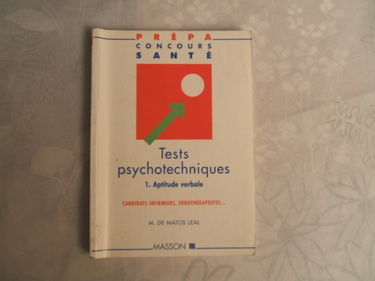 PRÉPA
CONCOURS
SANTÉ
Tests
psychotechniques
1. Aptitude verbale
CANDIDATS INFIRMIERS, ERGOTHÉRAPEUTES...
M. DE MATOS LEAL
MASSON